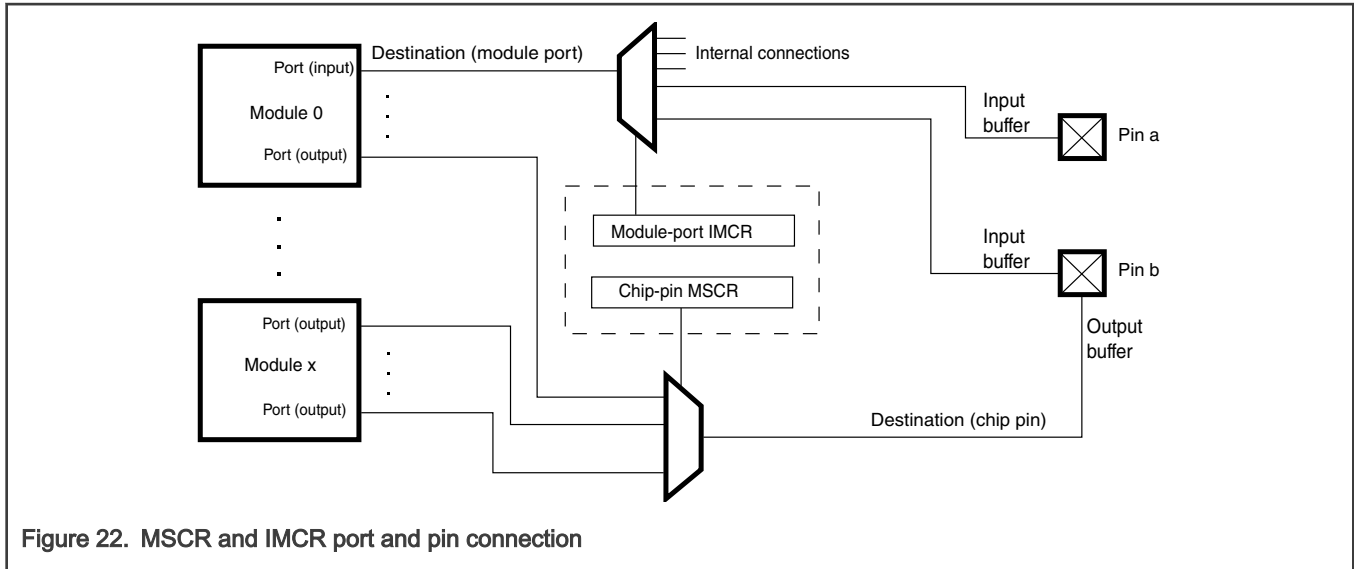 Destination (module port)
Internal connections
Port (input)
Module 0
Port (output)
Input
buffer
Pin a
Module-port IMCR
Chip-pin MSCR
Input
buffer
Pin b
Output
buffer
Port (output)
Module x
Port (output)
Destination (chip pin)
Figure 22. MSCR and IMCR port and pin connection